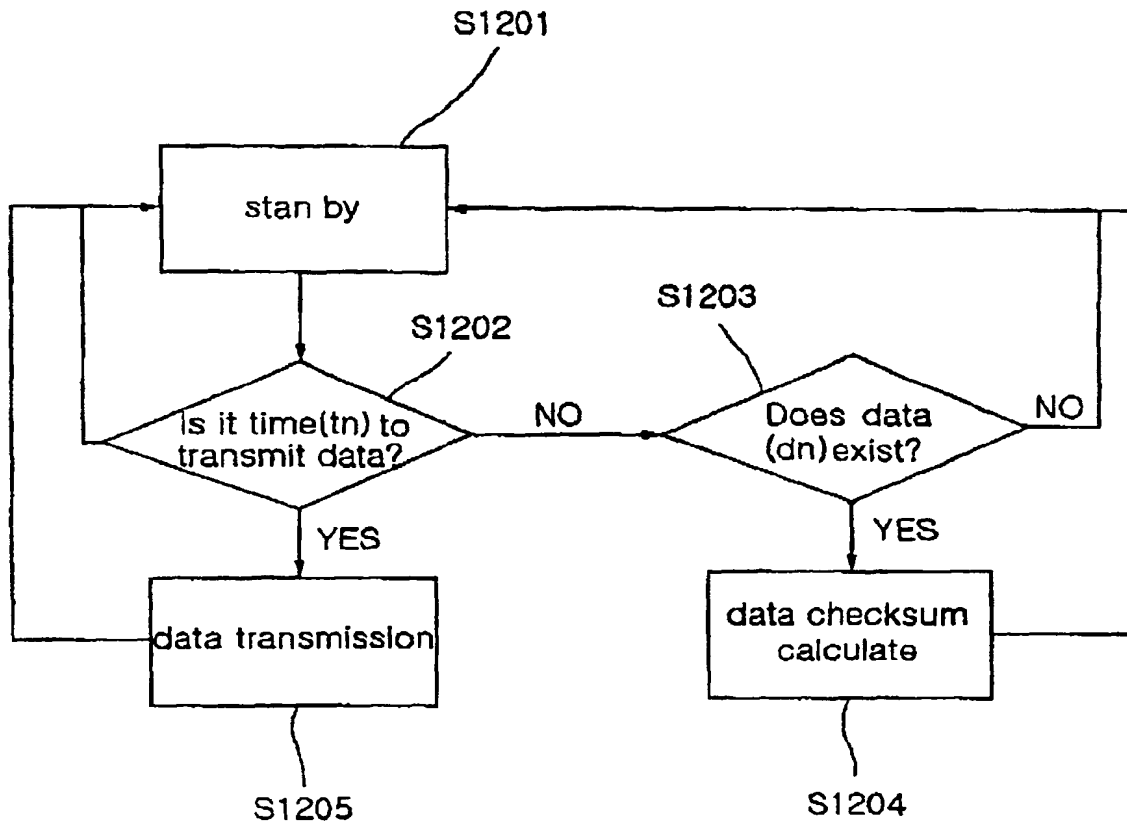 S1201
stan by
S1202
Is it time(tn) to
transmit data?
NO
YES
S1203
Does data
(dn) exist?
NO
YES
data transmission
data checksum
calculate
S1205
S1204